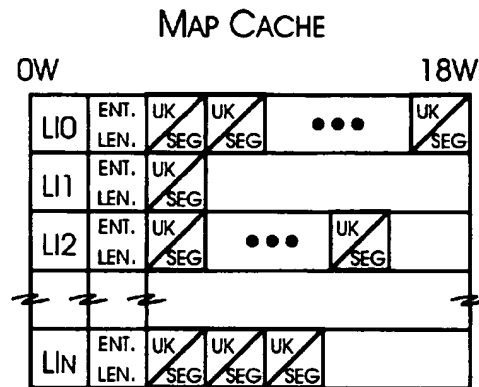 MAP CACHE
0W 18W
LI0 ENT. LEN. UK SEG UK SEG ••• UK SEG
LI1 ENT. LEN. UK SEG
LI2 ENT. LEN. UK SEG ••• UK SEG
LIN ENT. LEN. UK SEG UK SEG UK SEG